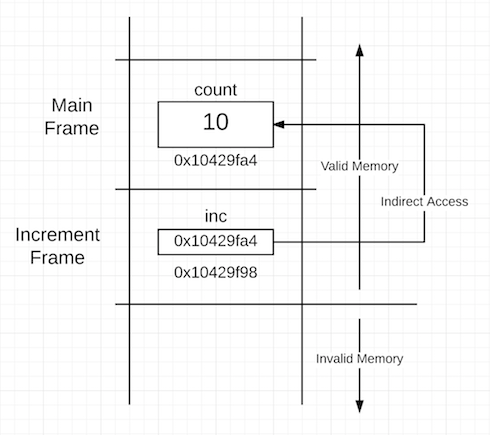 count
Main
Frame
10
0x10429fa4
Valid Memory
Indirect Access
inc
Increment
Frame
0x10429fa4
0x10429f98
Invalid Memory